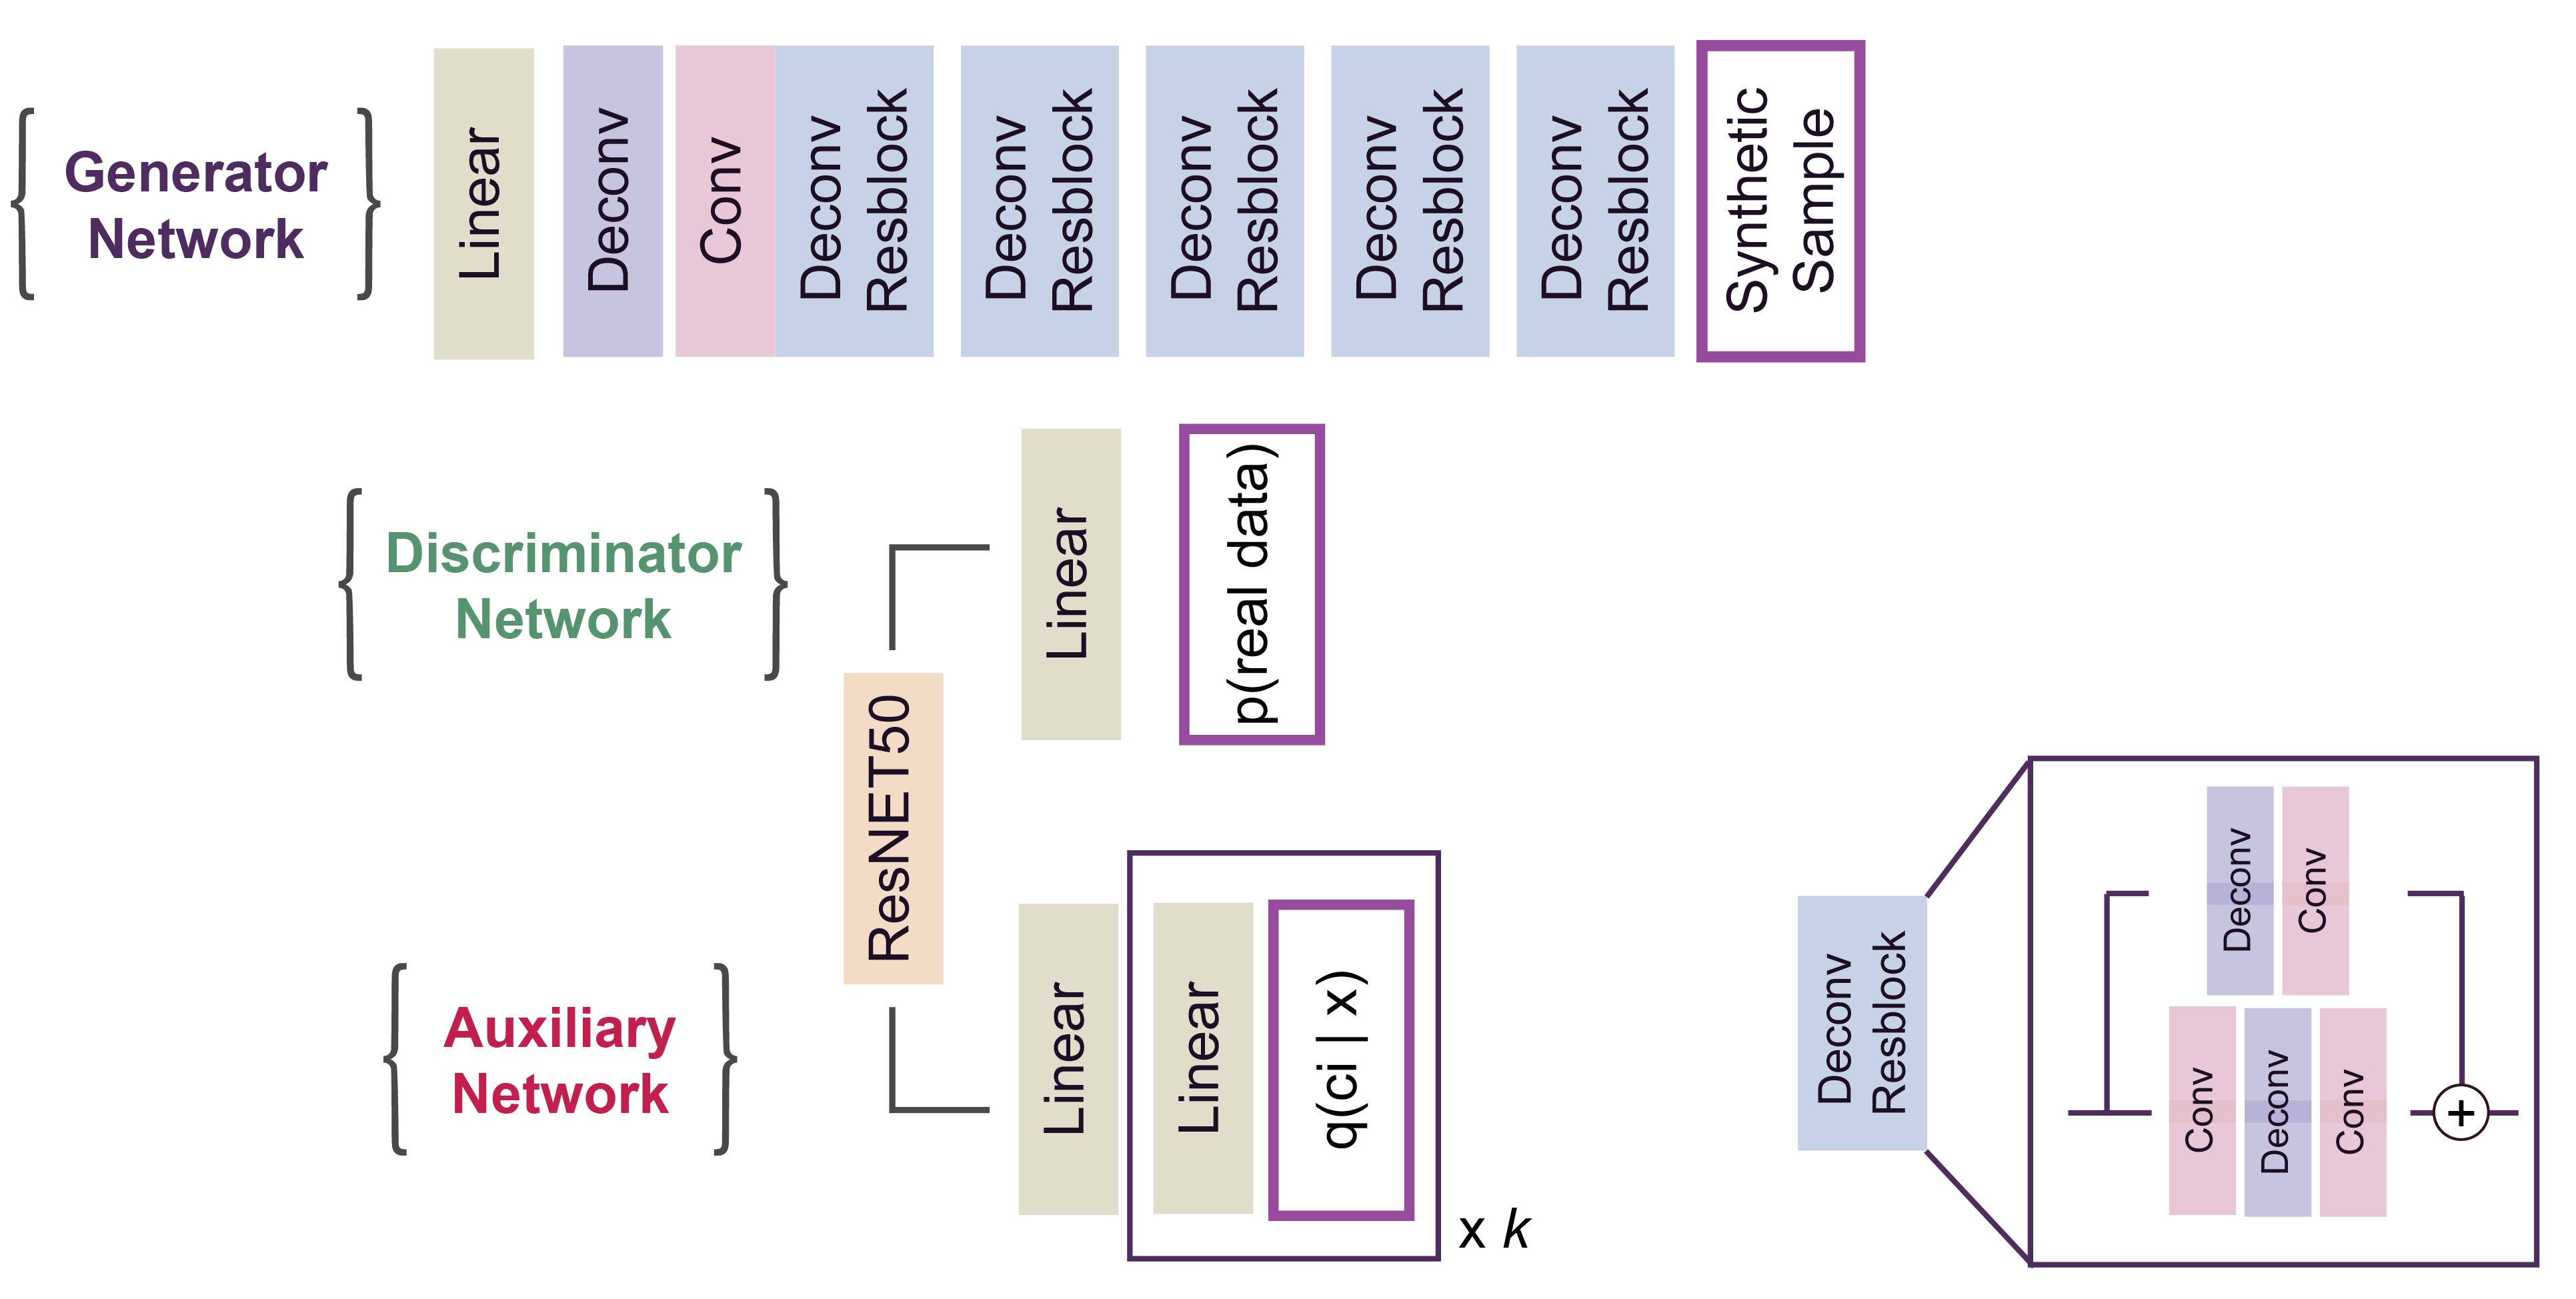 Generator
Network
Linear
Deconv
Conv
Deconv
Resblock
Deconv
Resblock
Deconv
Resblock
Deconv
Resblock
Deconv
Resblock
Synthetic
Sample
Discriminator
Network
Linear
p(real data)
ResNET50
Auxiliary
Network
Linear
Linear
q(ci | x)
x k
Deconv
Resblock
Deconv
Conv
Conv
Deconv
Conv
+